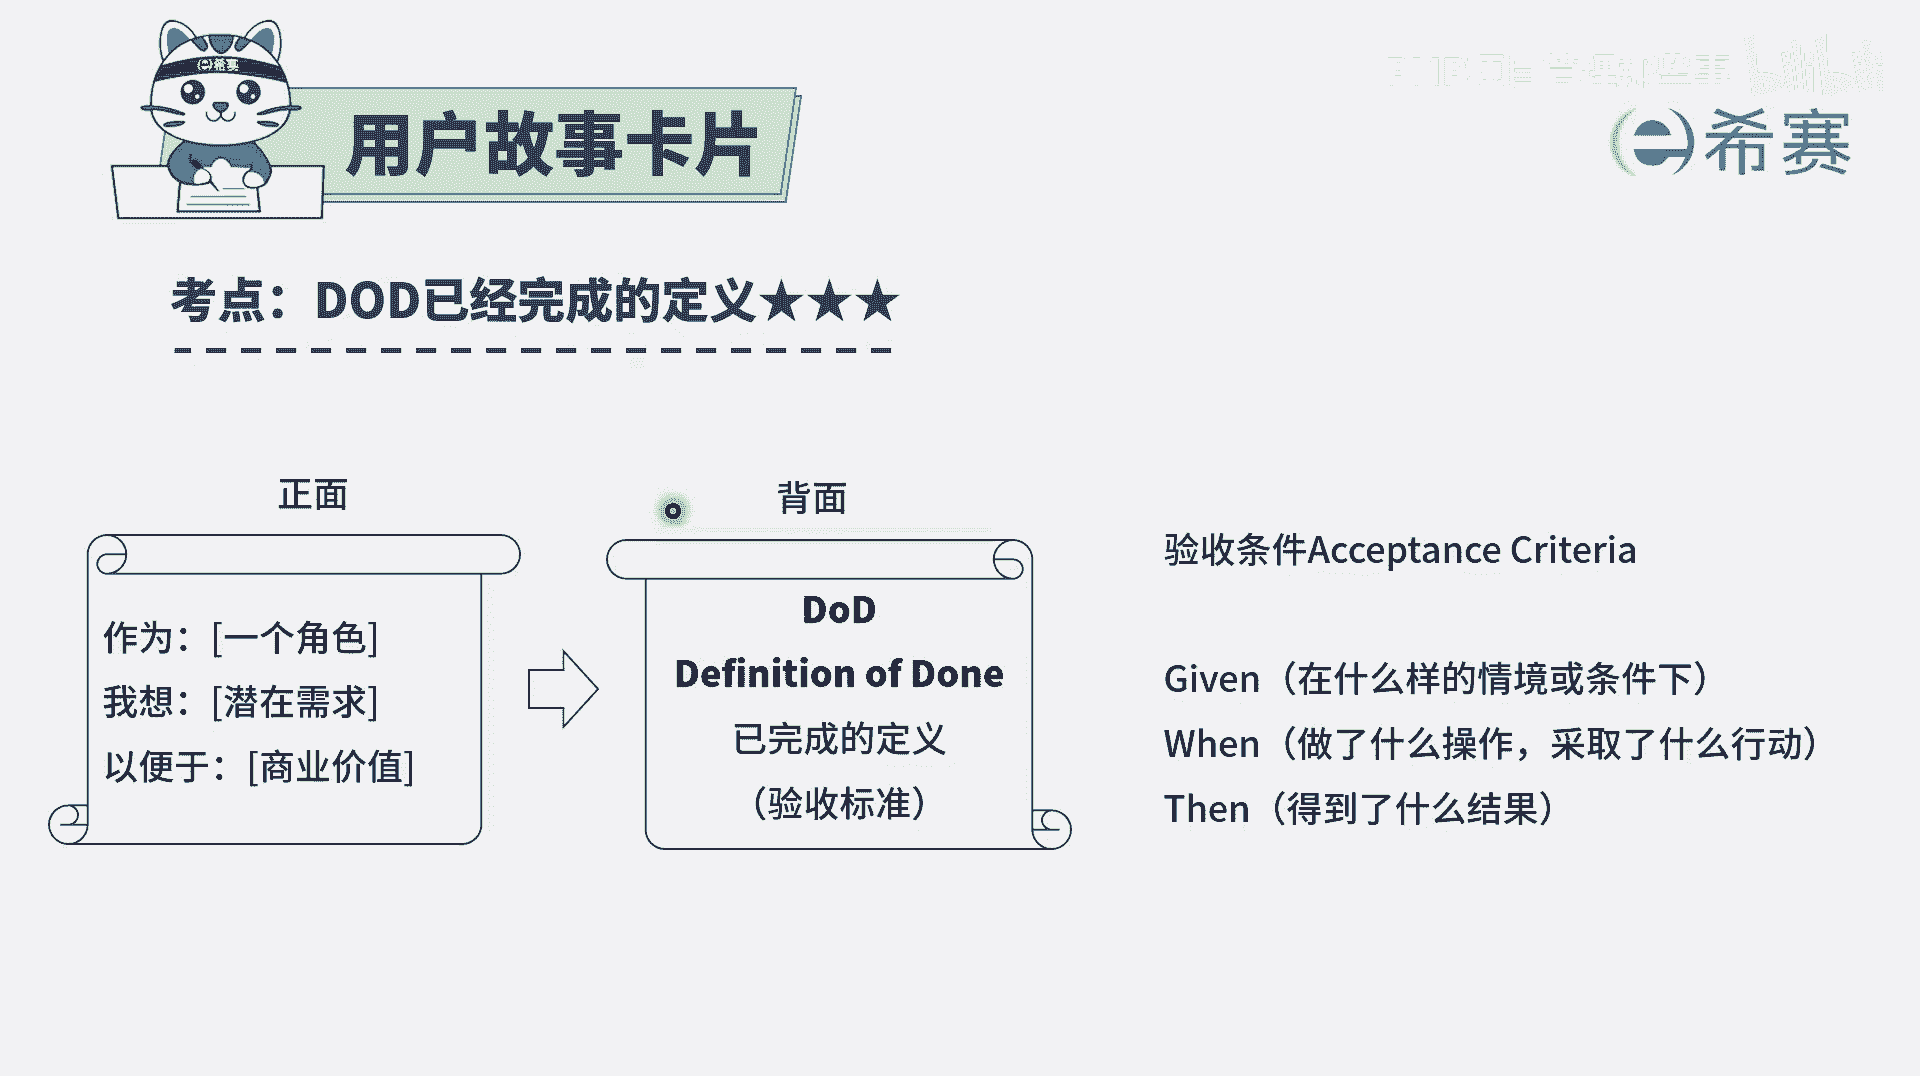 希赛
用户故事卡片
希赛
考点：DOD已经完成的定义★★★
正面
作为：[一个角色]
我想：[潜在需求]
以便于：[商业价值]
背面
DoD
Definition of Done
已完成的定义
（验收标准）
验收条件Acceptance Criteria
Given（在什么样的情境或条件下）
When（做了什么操作，采取了什么行动）
Then（得到了什么结果）